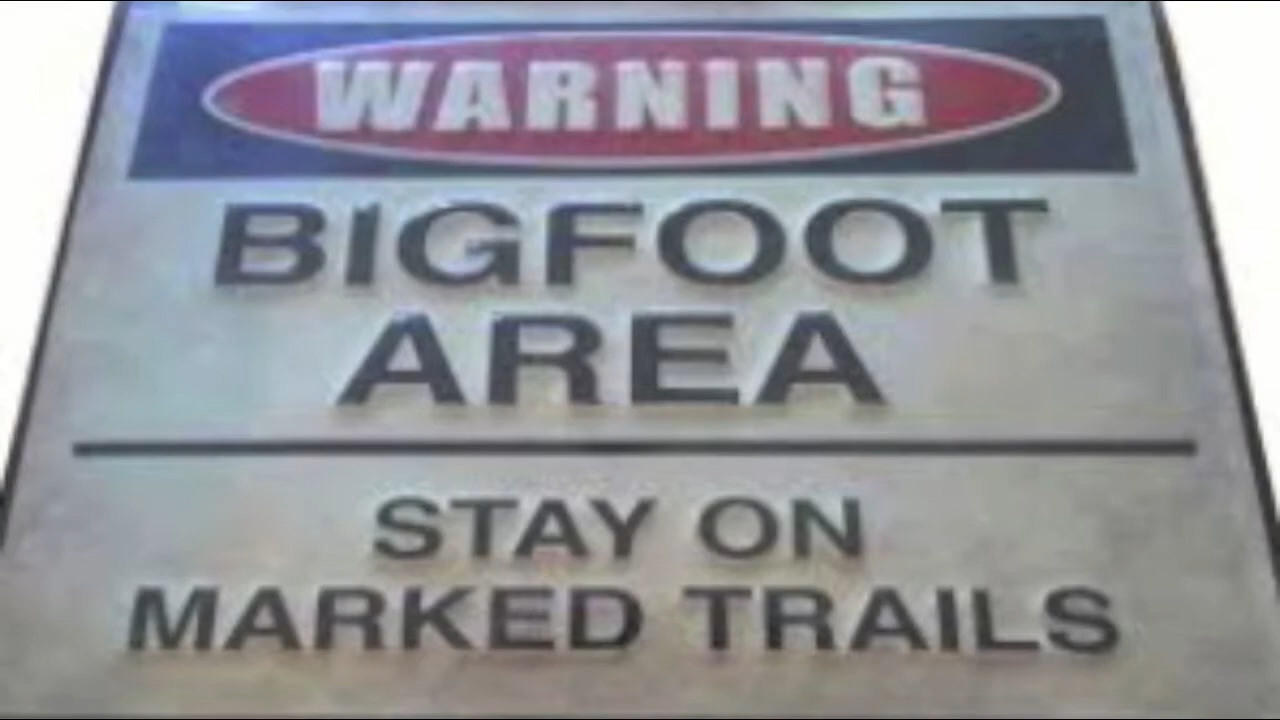 WARNING
BIGFOOT
AREA
STAY ON
MARKED TRAILS